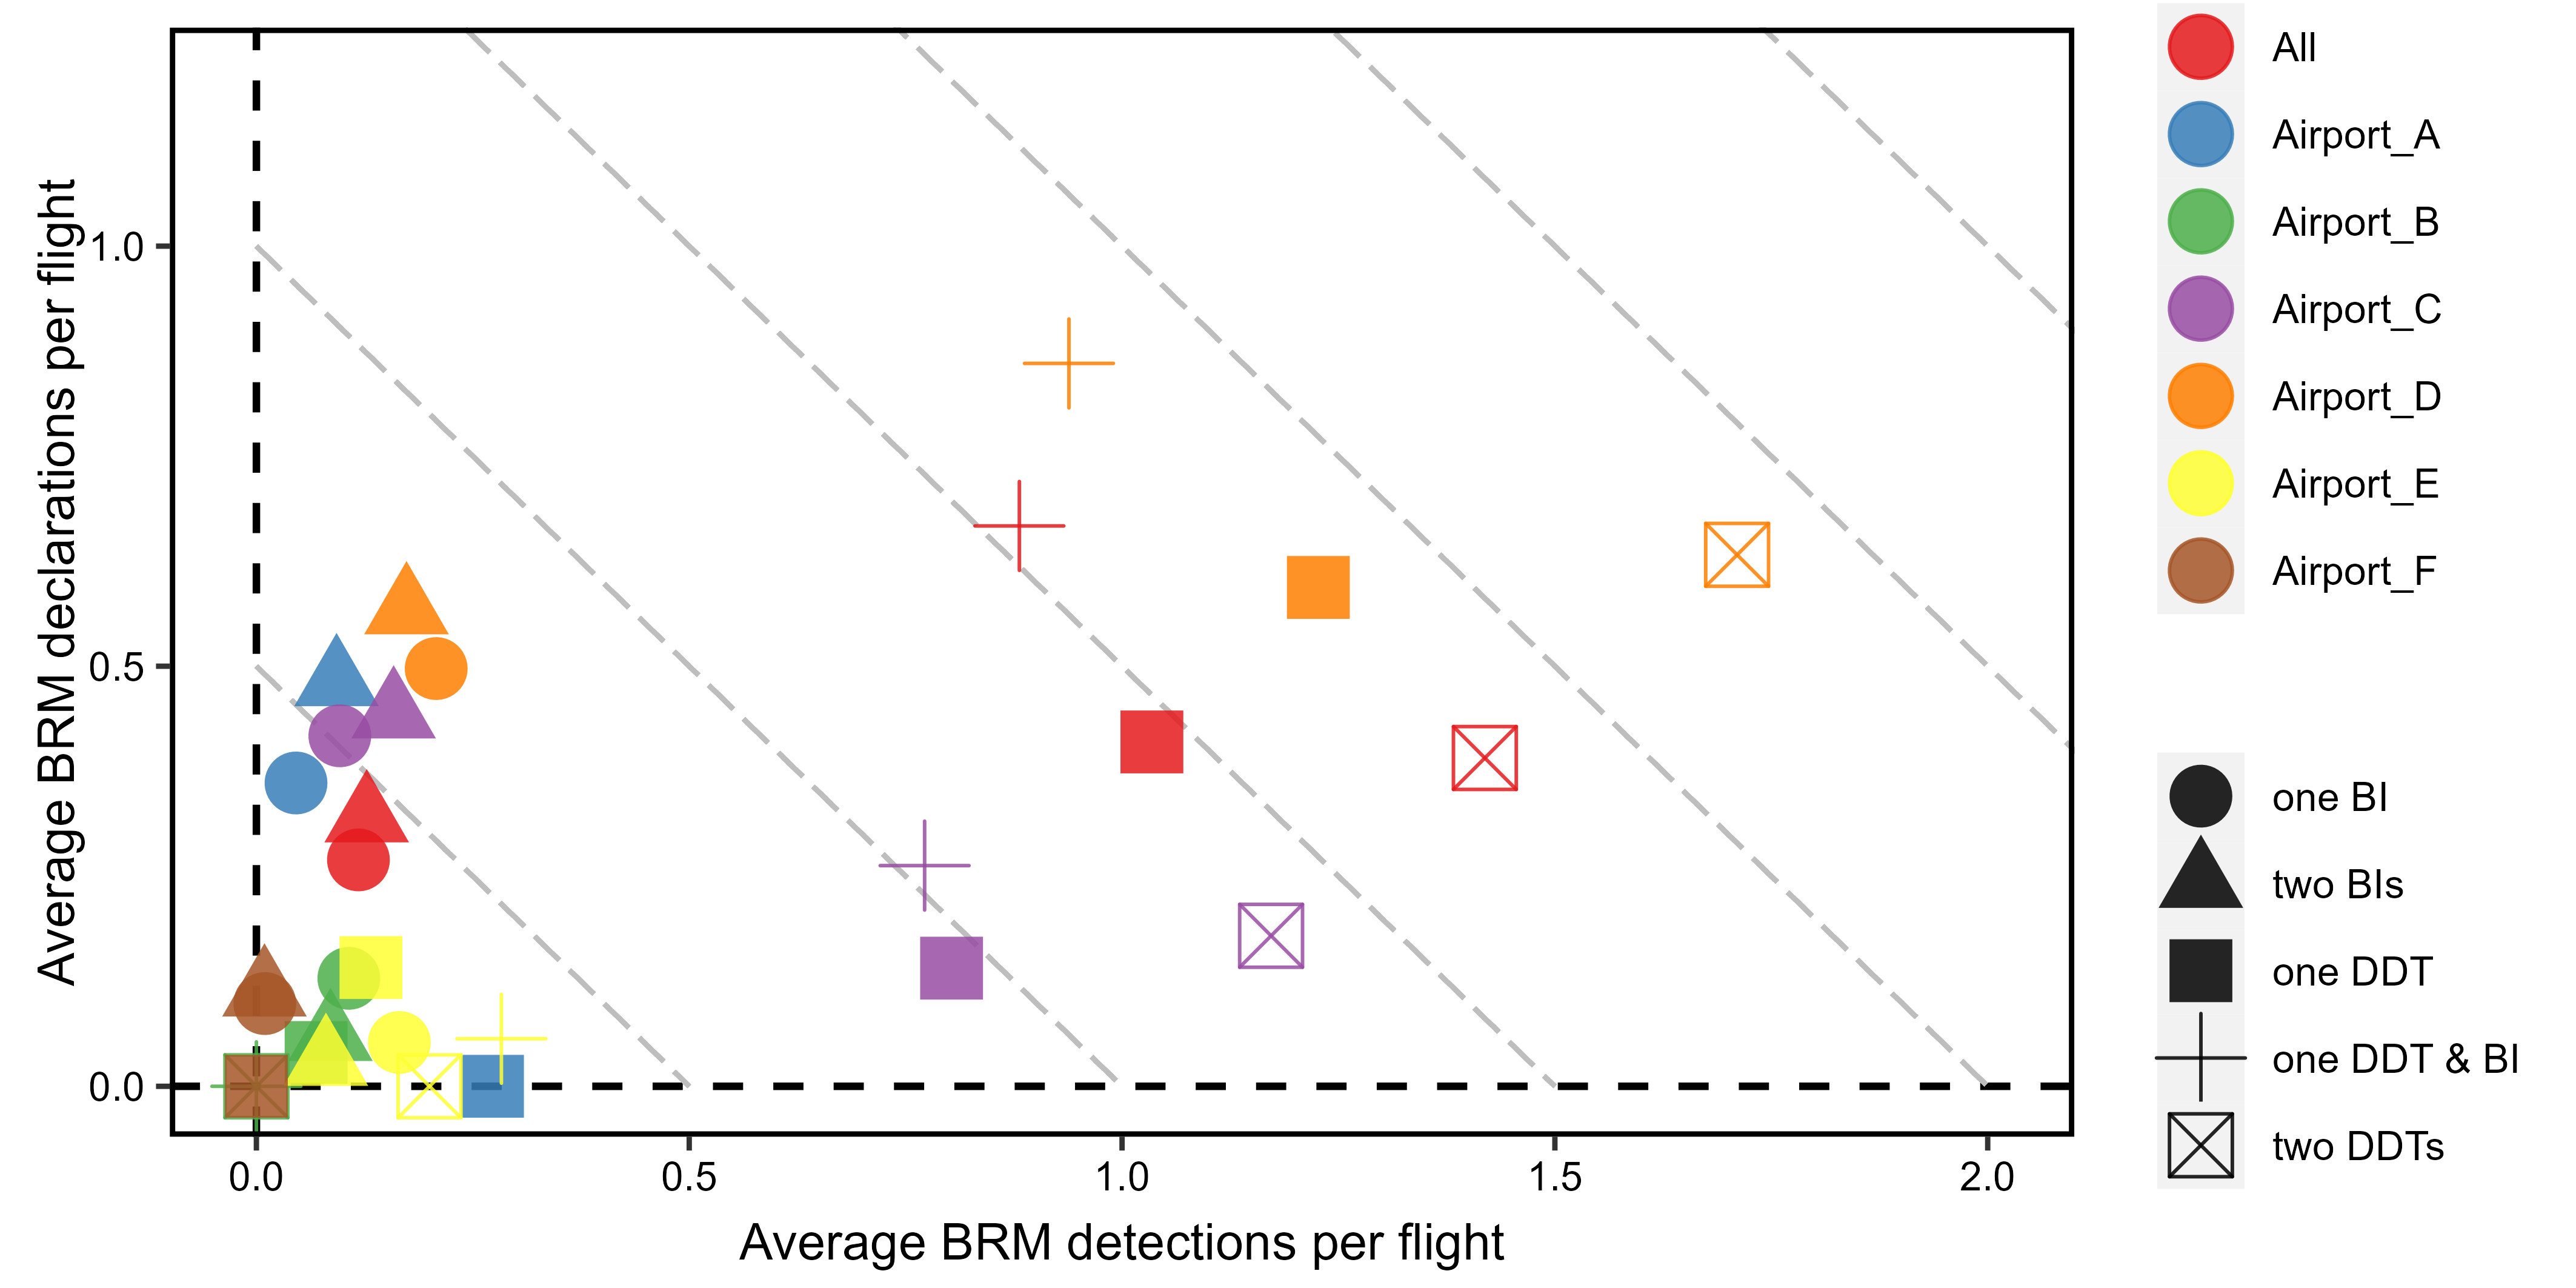 Average BRM declarations per flight
1.0
0.5
0.0
0.0
0.5
1.0
1.5
2.0
Average BRM detections per flight
All
Airport_A
Airport_B
Airport_C
Airport_D
Airport_E
Airport_F
one BI
two BIs
one DDT
one DDT & BI
two DDTs